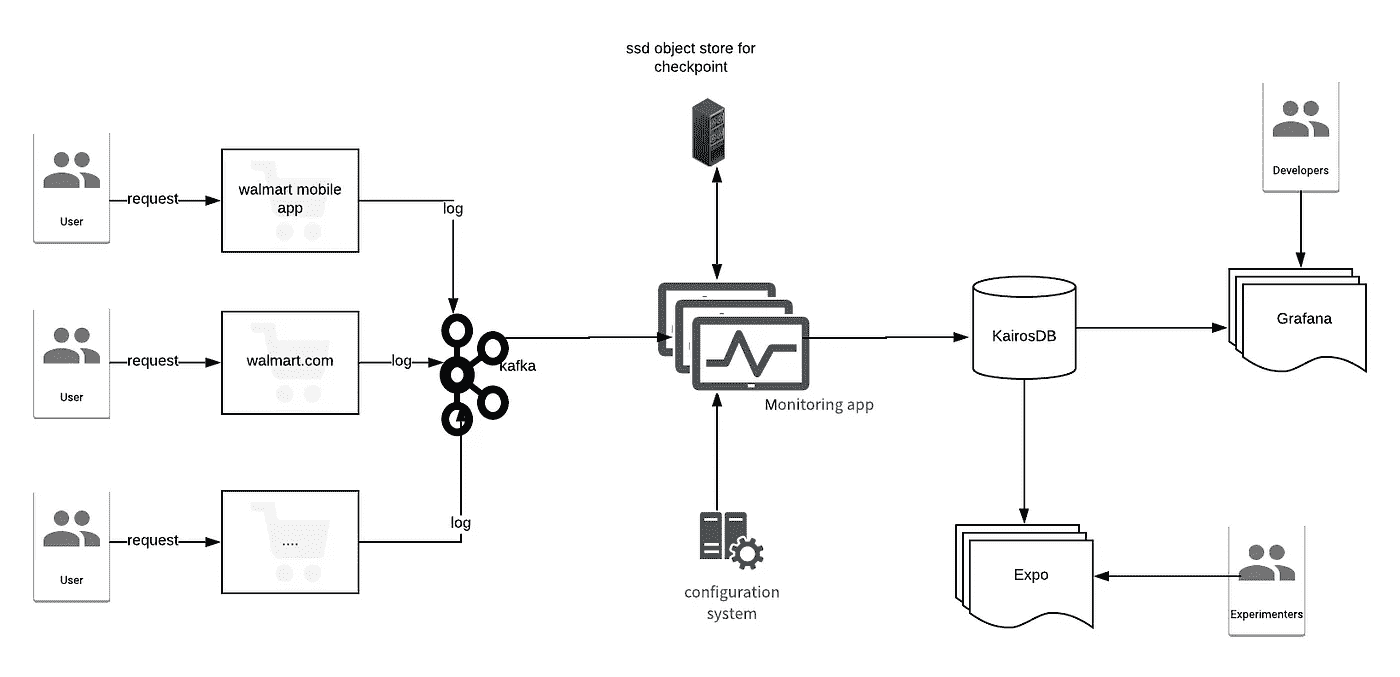 ssd object store for
checkpoint
User
request
walmart mobile
app
log
User
request
walmart.com
log
kafka
User
request
....
log
Monitoring app
configuration
system
KairosDB
Developers
Grafana
Expo
Experimenters